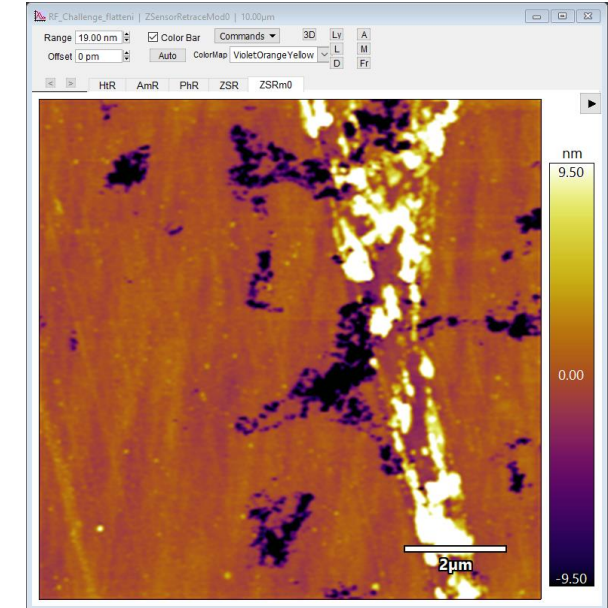 RF_Challenge_flatteni | ZSensorRetraceMod0 | 10.00µm
Range 19.00 nm Color Bar Commands 3D Ly A
L M
Offset 0 pm Auto ColorMap VioletOrangeYellow D Fr
< > HtR AmR PhR ZSR ZSRm0
nm
9.50
0.00
-9.50
2µm